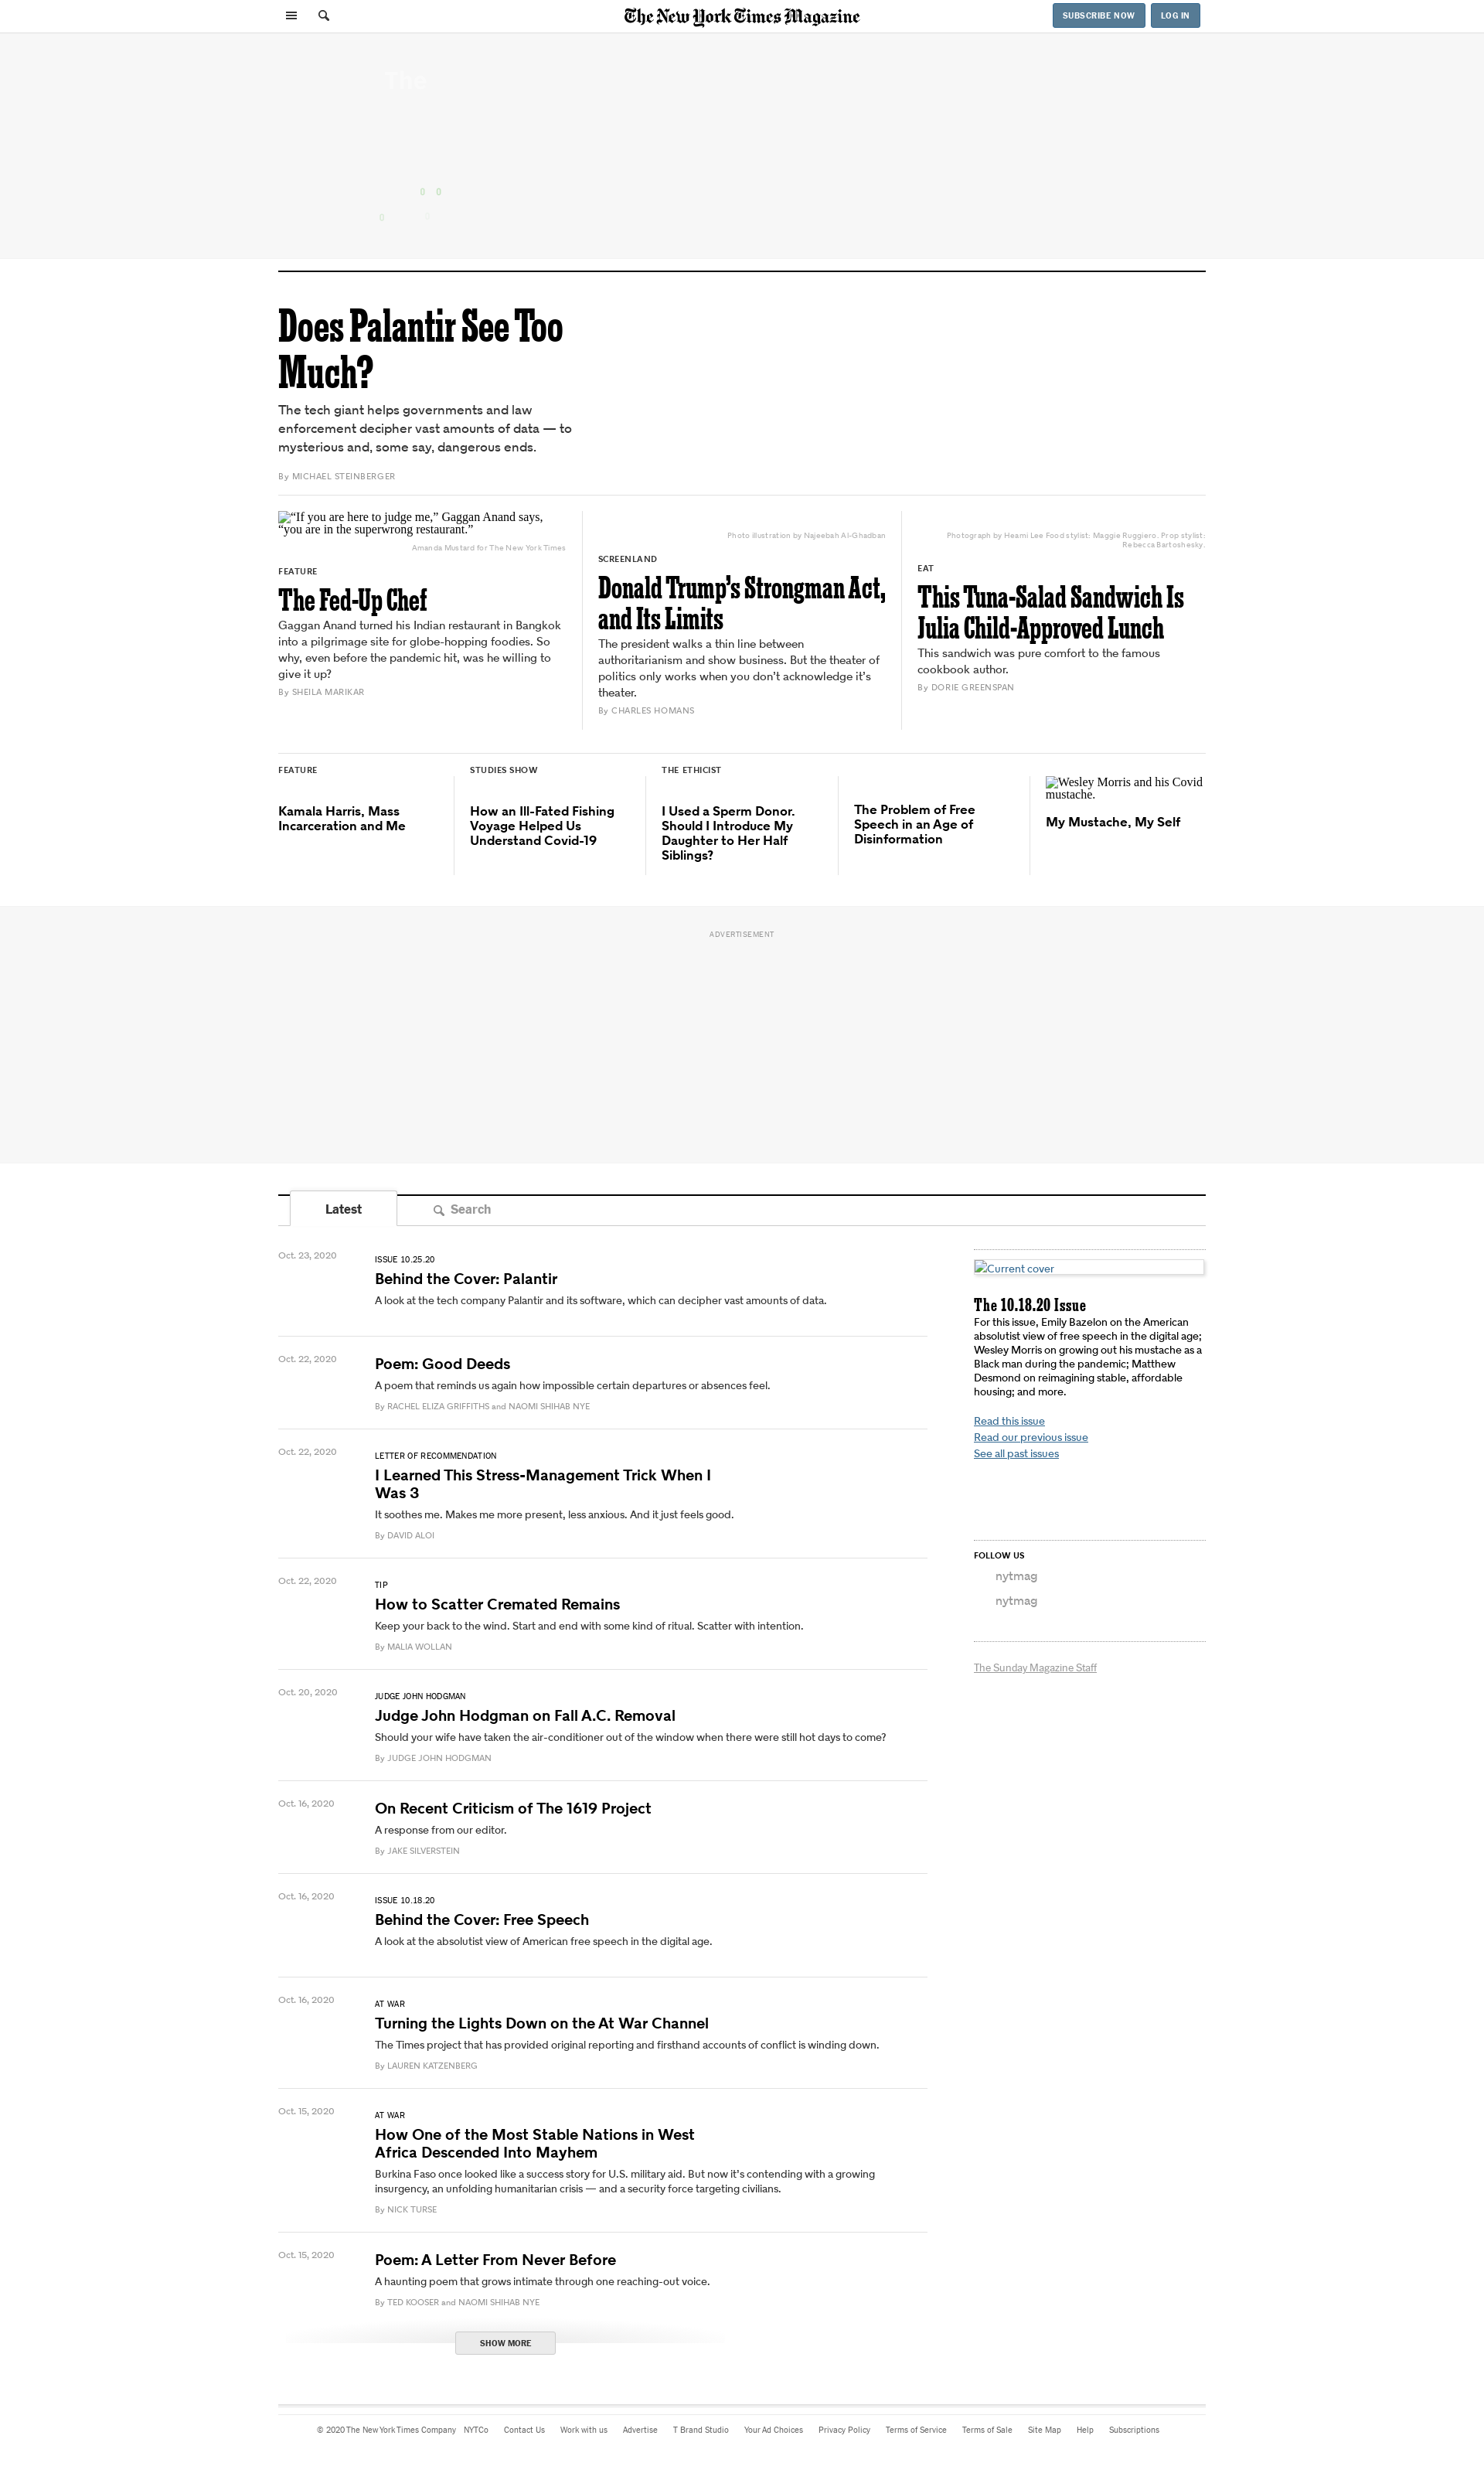 The New York Times Magazine
SUBSCRIBE NOW
LOG IN
The
0 0
0
Does Palantir See Too
Much?
The tech giant helps governments and law
enforcement decipher vast amounts of data — to
mysterious and, some say, dangerous ends.
By MICHAEL STEINBERGER
“If you are here to judge me,” Gaggan Anand says,
“you are in the superwrong restaurant.”
Amanda Mustard for The New York Times
FEATURE
The Fed-Up Chef
Gaggan Anand turned his Indian restaurant in Bangkok
into a pilgrimage site for globe-hopping foodies. So
why, even before the pandemic hit, was he willing to
give it up?
By SHEILA MARIKAR
Photo illustration by Najeebah Al-Ghadban
SCREENLAND
Donald Trump’s Strongman Act,
and Its Limits
The president walks a thin line between
authoritarianism and show business. But the theater of
politics only works when you don’t acknowledge it’s
theater.
By CHARLES HOMANS
Photograph by Heami Lee Food stylist: Maggie Ruggiero. Prop stylist:
Rebecca Bartoshesky.
EAT
This Tuna-Salad Sandwich Is
Julia Child-Approved Lunch
This sandwich was pure comfort to the famous
cookbook author.
By DORIE GREENSPAN
FEATURE
Kamala Harris, Mass
Incarceration and Me
STUDIES SHOW
How an Ill-Fated Fishing
Voyage Helped Us
Understand Covid-19
THE ETHICIST
I Used a Sperm Donor.
Should I Introduce My
Daughter to Her Half
Siblings?
The Problem of Free
Speech in an Age of
Disinformation
Wesley Morris and his Covid
mustache.
My Mustache, My Self
ADVERTISEMENT
Latest
Search
Oct. 23, 2020
ISSUE 10.25.20
Behind the Cover: Palantir
A look at the tech company Palantir and its software, which can decipher vast amounts of data.
Oct. 22, 2020
Poem: Good Deeds
A poem that reminds us again how impossible certain departures or absences feel.
By RACHEL ELIZA GRIFFITHS and NAOMI SHIHAB NYE
Oct. 22, 2020
LETTER OF RECOMMENDATION
I Learned This Stress-Management Trick When I
Was 3
It soothes me. Makes me more present, less anxious. And it just feels good.
By DAVID ALOI
Oct. 22, 2020
TIP
How to Scatter Cremated Remains
Keep your back to the wind. Start and end with some kind of ritual. Scatter with intention.
By MALIA WOLLAN
Oct. 20, 2020
JUDGE JOHN HODGMAN
Judge John Hodgman on Fall A.C. Removal
Should your wife have taken the air-conditioner out of the window when there were still hot days to come?
By JUDGE JOHN HODGMAN
Oct. 16, 2020
On Recent Criticism of The 1619 Project
A response from our editor.
By JAKE SILVERSTEIN
Oct. 16, 2020
ISSUE 10.18.20
Behind the Cover: Free Speech
A look at the absolutist view of American free speech in the digital age.
Oct. 16, 2020
AT WAR
Turning the Lights Down on the At War Channel
The Times project that has provided original reporting and firsthand accounts of conflict is winding down.
By LAUREN KATZENBERG
Oct. 15, 2020
AT WAR
How One of the Most Stable Nations in West
Africa Descended Into Mayhem
Burkina Faso once looked like a success story for U.S. military aid. But now it’s contending with a growing
insurgency, an unfolding humanitarian crisis — and a security force targeting civilians.
By NICK TURSE
Oct. 15, 2020
Poem: A Letter From Never Before
A haunting poem that grows intimate through one reaching-out voice.
By TED KOOSER and NAOMI SHIHAB NYE
SHOW MORE
Current cover
The 10.18.20 Issue
For this issue, Emily Bazelon on the American
absolutist view of free speech in the digital age;
Wesley Morris on growing out his mustache as a
Black man during the pandemic; Matthew
Desmond on reimagining stable, affordable
housing; and more.
Read this issue
Read our previous issue
See all past issues
FOLLOW US
nytmag
nytmag
The Sunday Magazine Staff
© 2020 The New York Times Company NYTCo Contact Us Work with us Advertise T Brand Studio Your Ad Choices Privacy Policy Terms of Service Terms of Sale Site Map Help Subscriptions